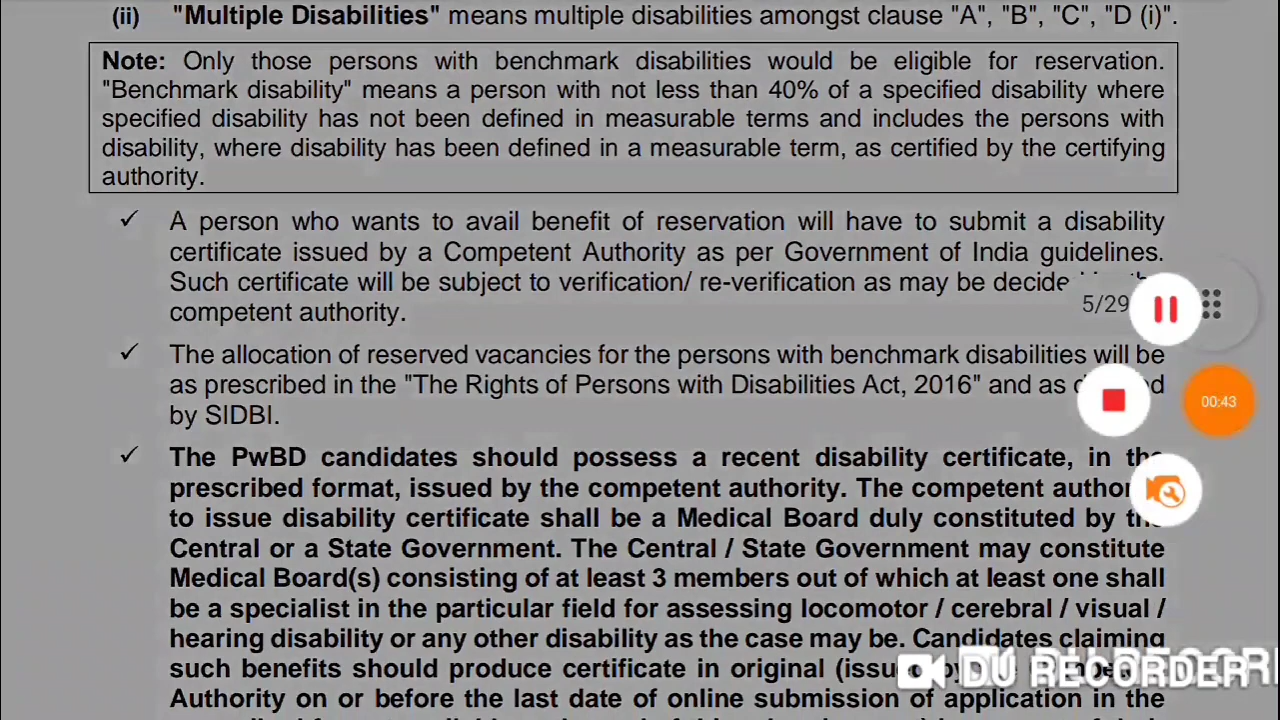 (ii) "Multiple Disabilities" means multiple disabilities amongst clause "A", "B", "C", "D (i)".
Note: Only those persons with benchmark disabilities would be eligible for reservation.
"Benchmark disability" means a person with not less than 40% of a specified disability where
specified disability has not been defined in measurable terms and includes the persons with
disability, where disability has been defined in a measurable term, as certified by the certifying
authority.
✓ A person who wants to avail benefit of reservation will have to submit a disability
certificate issued by a Competent Authority as per Government of India guidelines.
Such certificate will be subject to verification/ re-verification as may be decide
5/29
competent authority.
✓ The allocation of reserved vacancies for the persons with benchmark disabilities will be
as prescribed in the "The Rights of Persons with Disabilities Act, 2016" and as
00:43
by SIDBI.
✓ The PwBD candidates should possess a recent disability certificate, in the
prescribed format, issued by the competent authority. The competent
to issue disability certificate shall be a Medical Board duly constituted by the
Central or a State Government. The Central / State Government may constitute
Medical Board(s) consisting of at least 3 members out of which at least one shall
be a specialist in the particular field for assessing locomotor / cerebral / visual /
hearing disability or any other disability as the case may be. Candidates claiming
such benefits should produce certificate in original
DU RECORDER
Authority on or before the last date of online submission of application in the